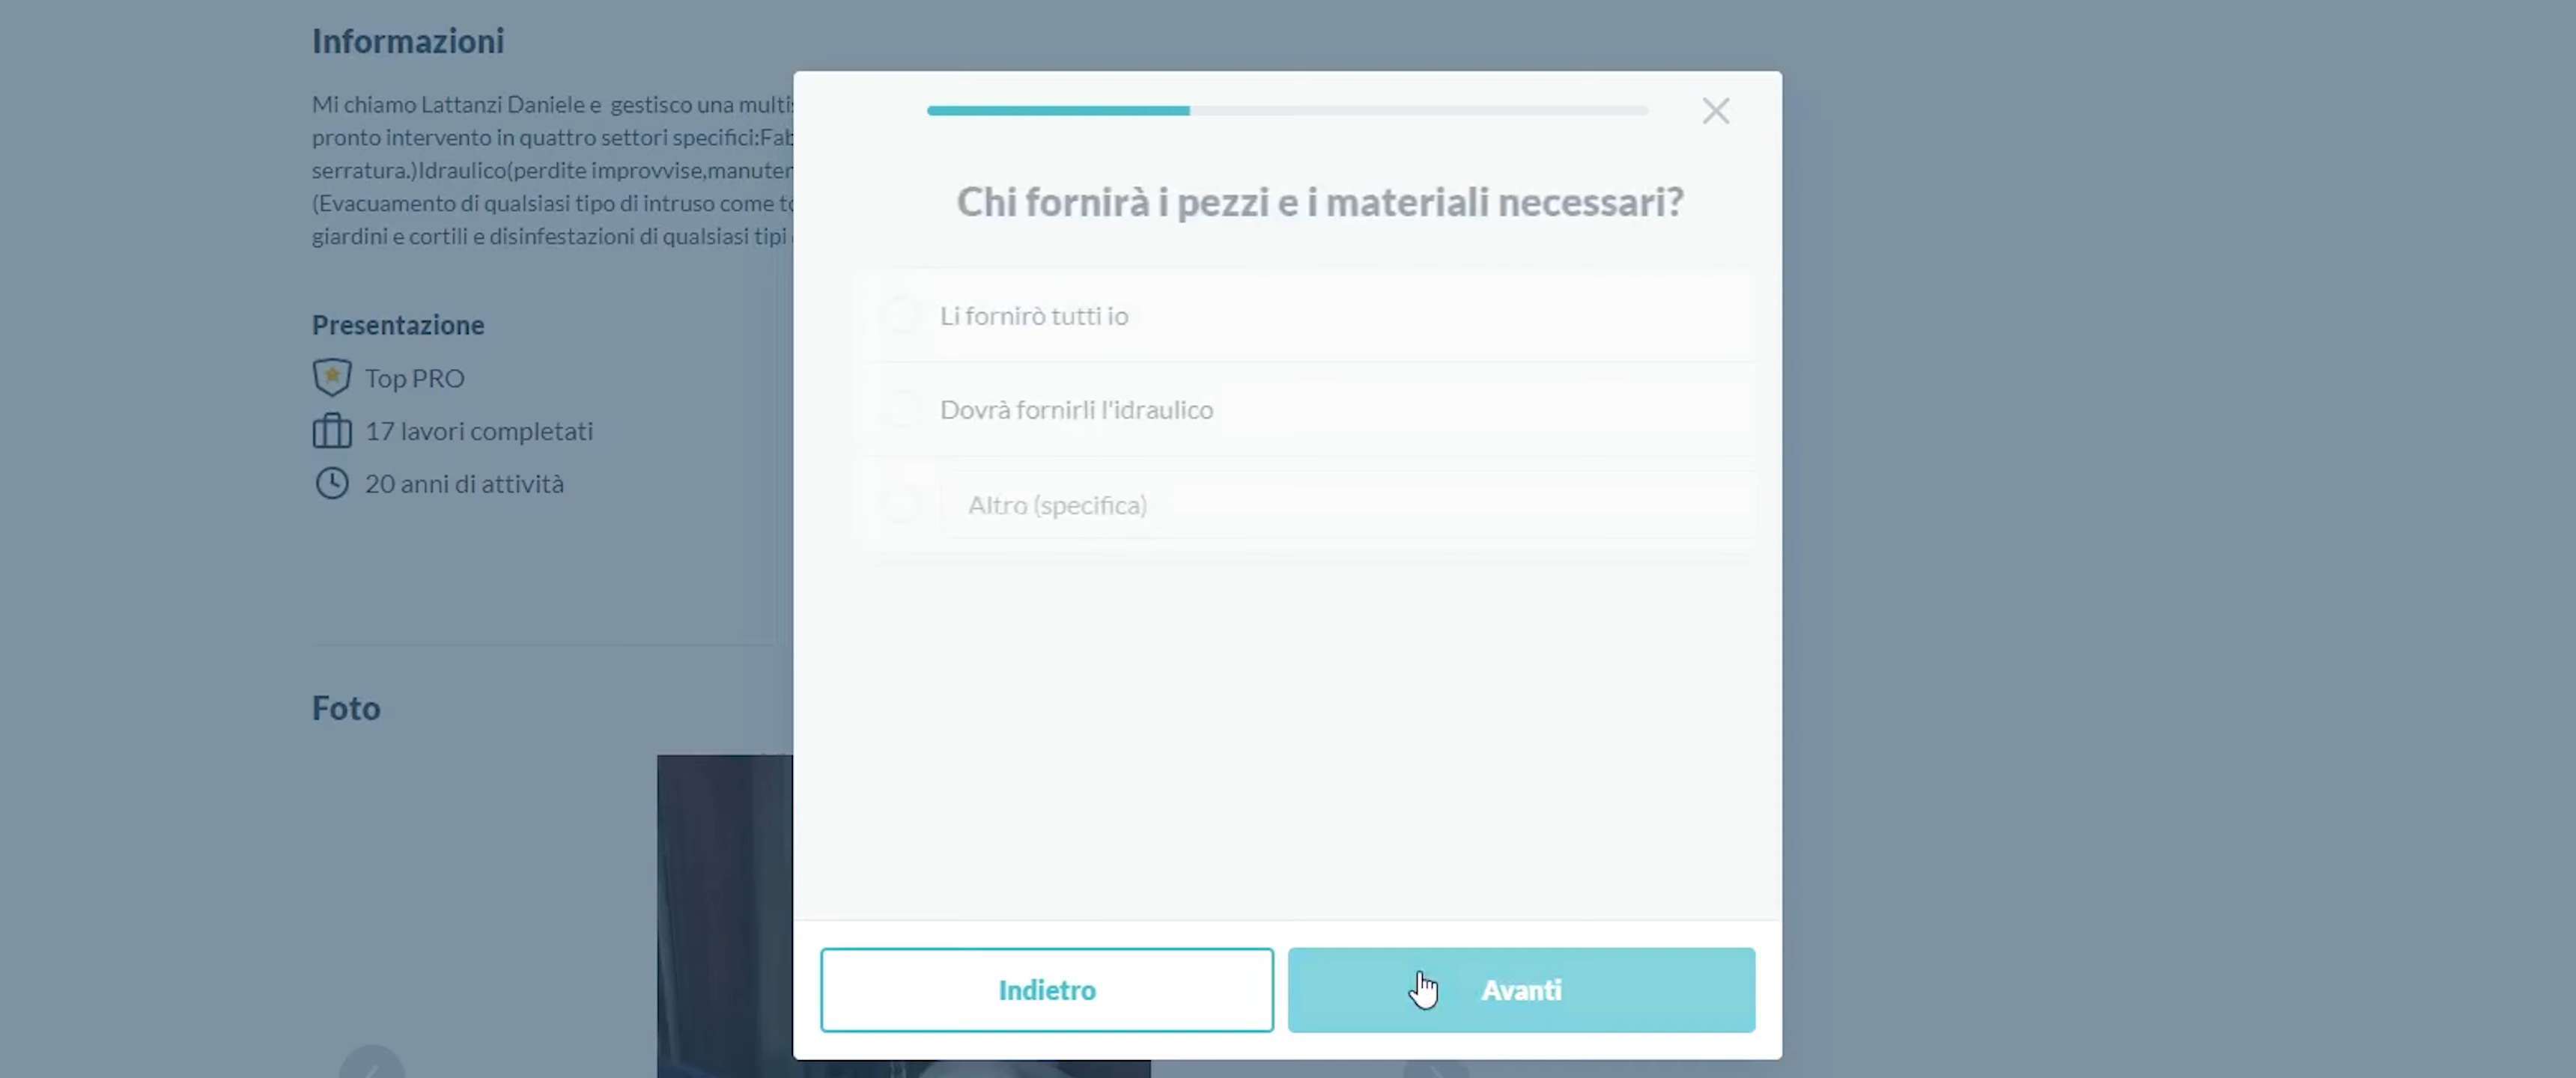 Informazioni
Mi chiamo Lattanzi Daniele e gestisco una
pronto intervento in quattro settori specifici:
serratura.)Idraulico(perdite improvvise,
(Evacuamento di qualsiasi tipo di intruso come
giardini e cortili e disinfestazioni di qualsiasi tipi
Presentazione
Top PRO
17 lavori completati
20 anni di attività
Foto
Chi fornirà i pezzi e i materiali necessari?
Li fornirò tutti io
Dovrà fornirli l'idraulico
Altro (specifica)
Indietro
Avanti